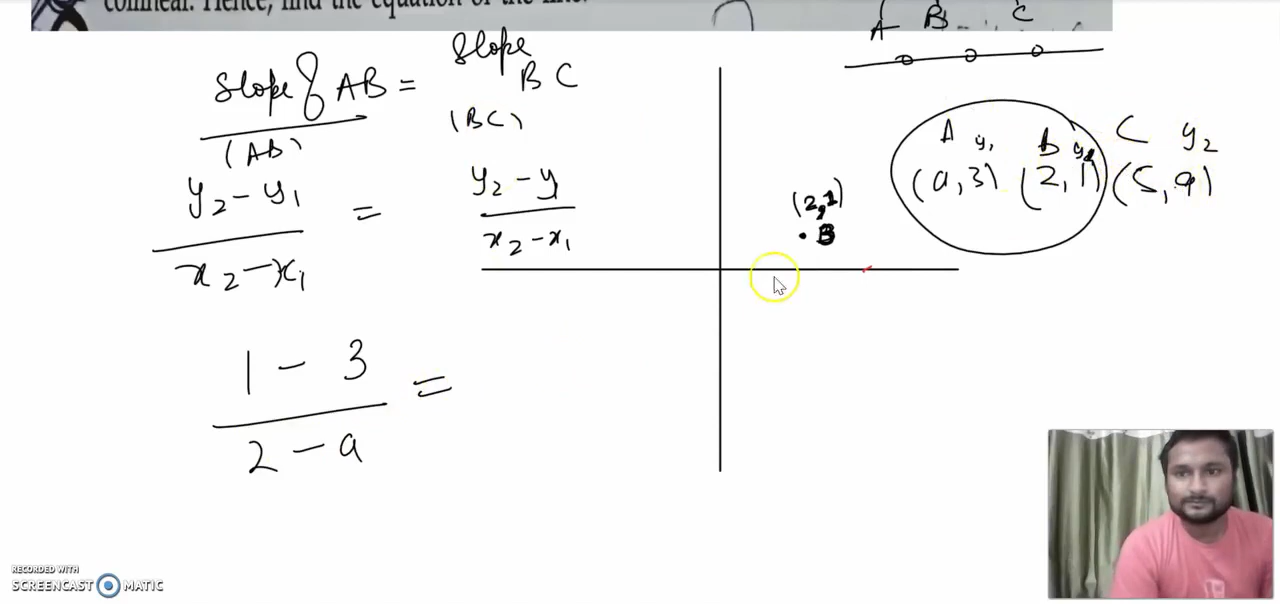 collinear. Hence, find the equation of the line.
A B C
Slope of AB = Slope BC
(AB) (BC)
y₂ - y₁ = y₂ - y₁
x₂ - x₁ x₂ - x₁
A y₁ B y₂ C y₂
(a, 3) (2, 1) (5, a)
(2, 1)
B
1 - 3 =
2 - a
RECORDED WITH
SCREENCAST MATIC